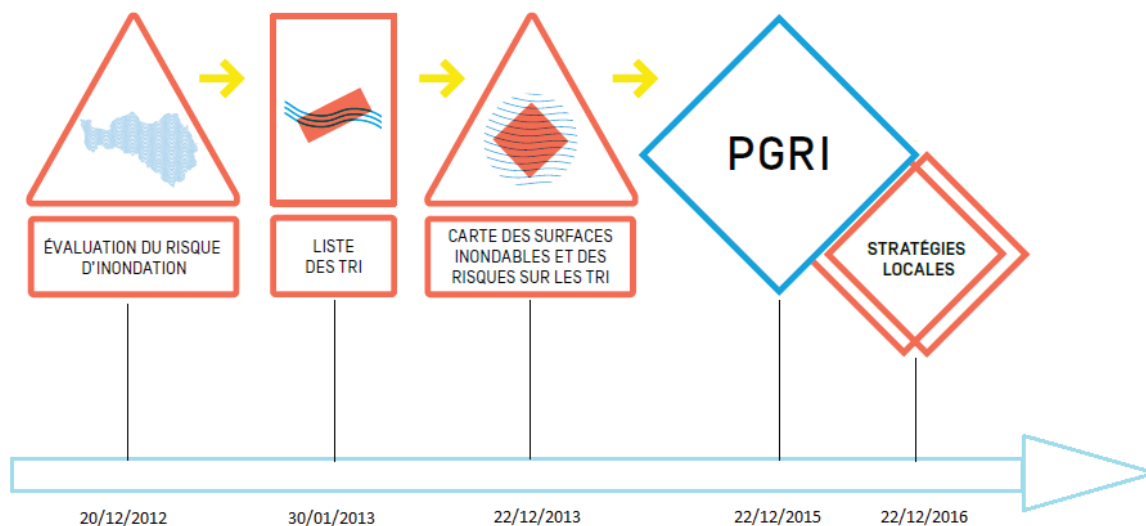 PGRI
ÉVALUATION DU RISQUE
D'INONDATION
LISTE
DES TRI
CARTE DES SURFACES
INONDABLES ET DES
RISQUES SUR LES TRI
STRATÉGIES
LOCALES
20/12/2012
30/01/2013
22/12/2013
22/12/2015
22/12/2016